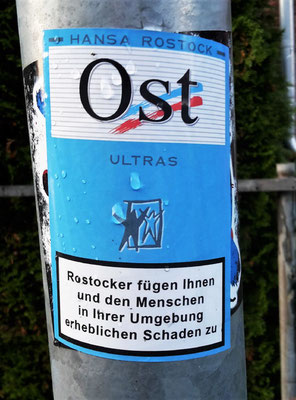 HANSA ROSTOCK
Ost
ULTRAS
Rostocker fügen Ihnen
und den Menschen
in Ihrer Umgebung
erheblichen Schaden zu